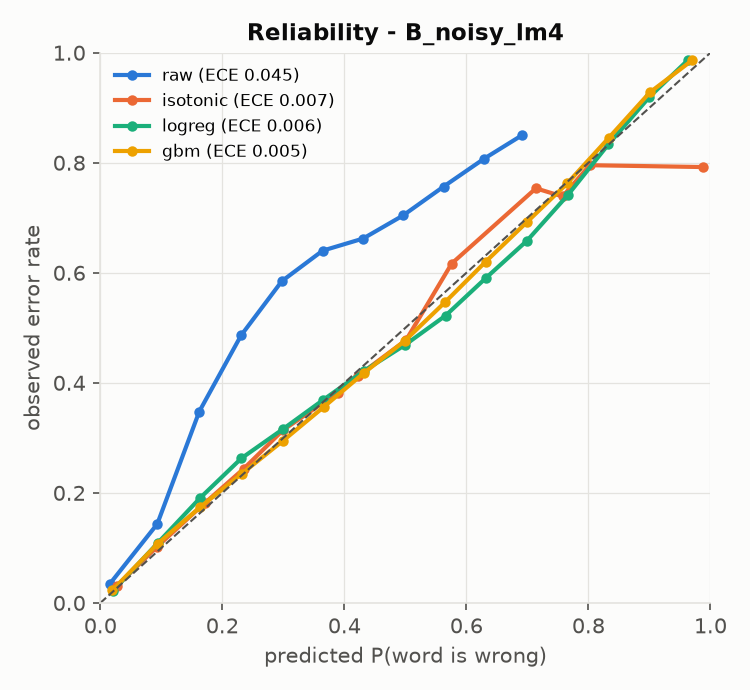 Reliability - B_noisy_lm4
raw (ECE 0.045)
isotonic (ECE 0.007)
logreg (ECE 0.006)
gbm (ECE 0.005)
observed error rate
1.0
0.8
0.6
0.4
0.2
0.0
0.0 0.2 0.4 0.6 0.8 1.0
predicted P(word is wrong)